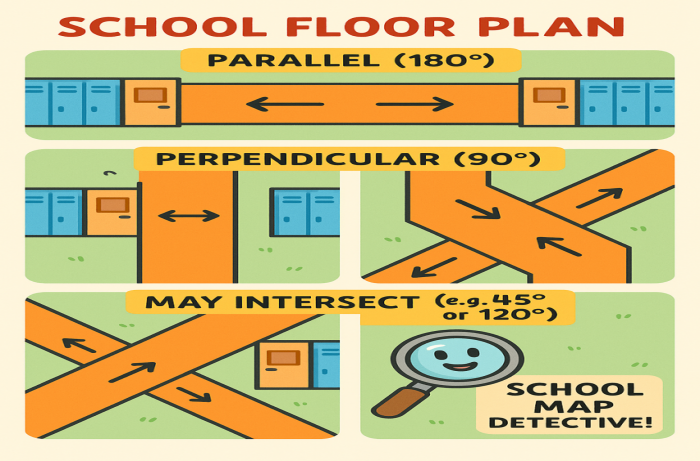 SCHOOL FLOOR PLAN
PARALLEL (180°)
PERPENDICULAR (90°)
MAY INTERSECT (e.g. 45°
or 120°)
SCHOOL
MAP
DETECTIVE!